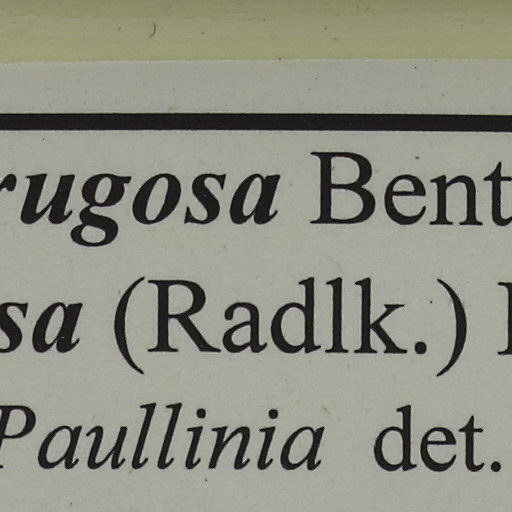 rugosa Bent
sa (Radlk.)
Paullinia det.